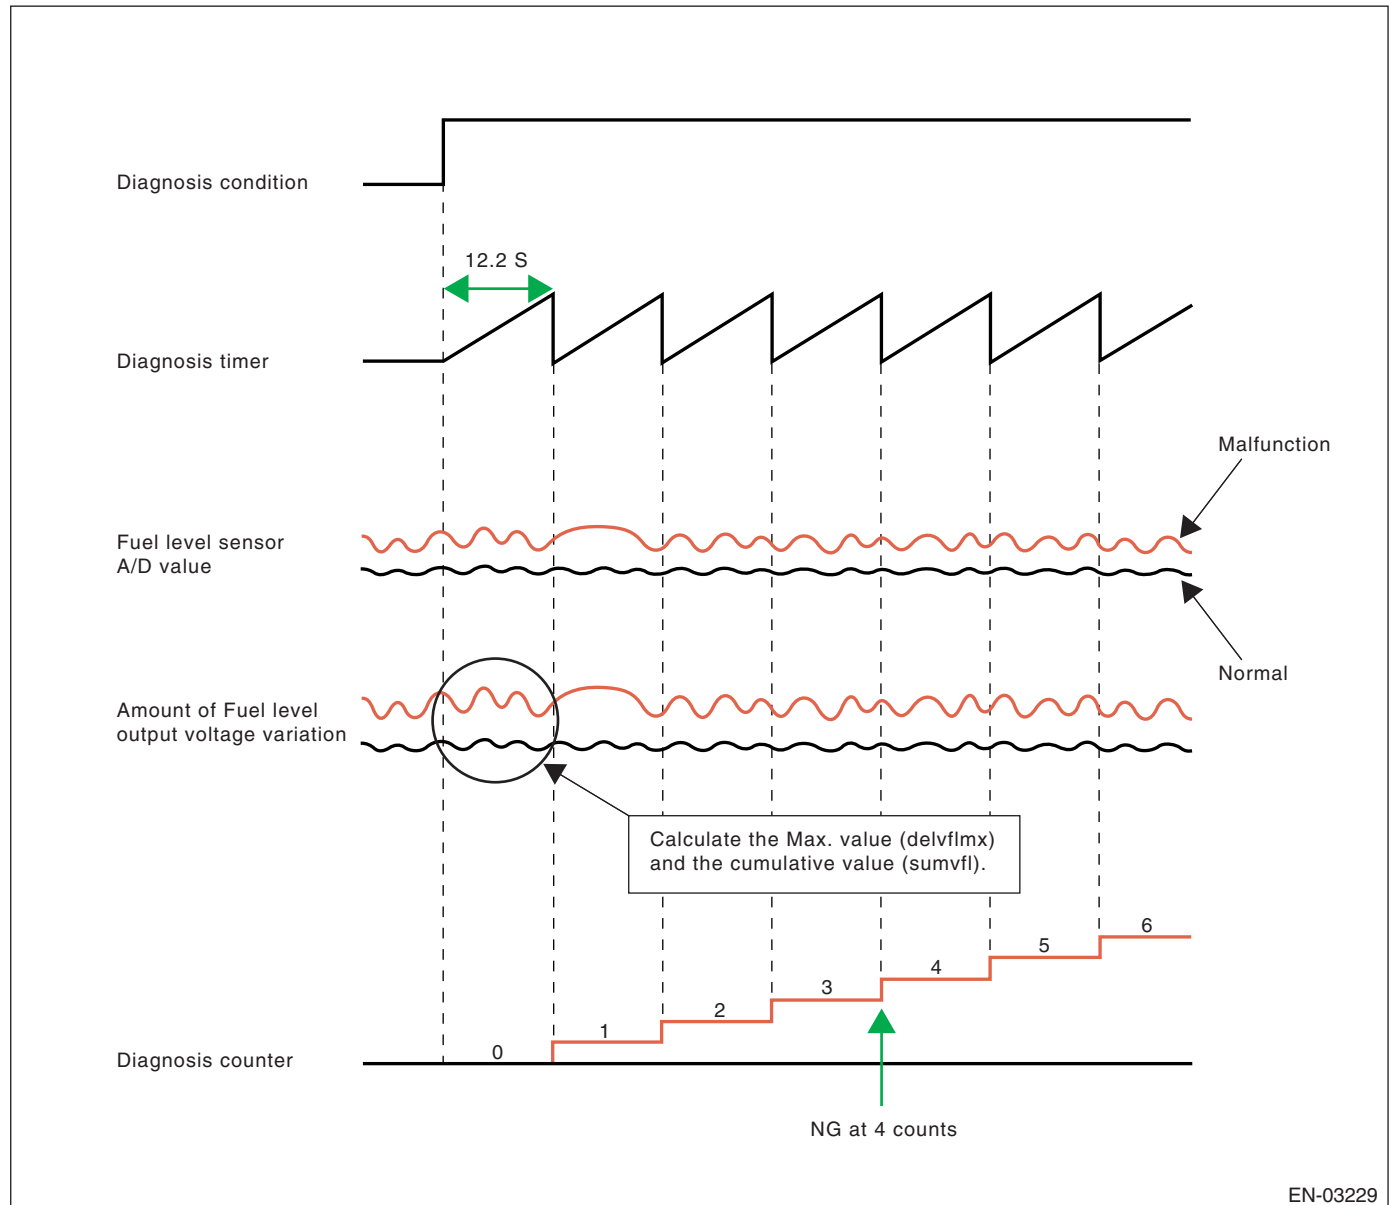 Diagnosis condition
12.2 S
Diagnosis timer
Malfunction
Fuel level sensor
A/D value
Normal
Amount of Fuel level
output voltage variation
Calculate the Max. value (delvflmx)
and the cumulative value (sumvfl).
6
5
4
3
2
1
0
Diagnosis counter
NG at 4 counts
EN-03229